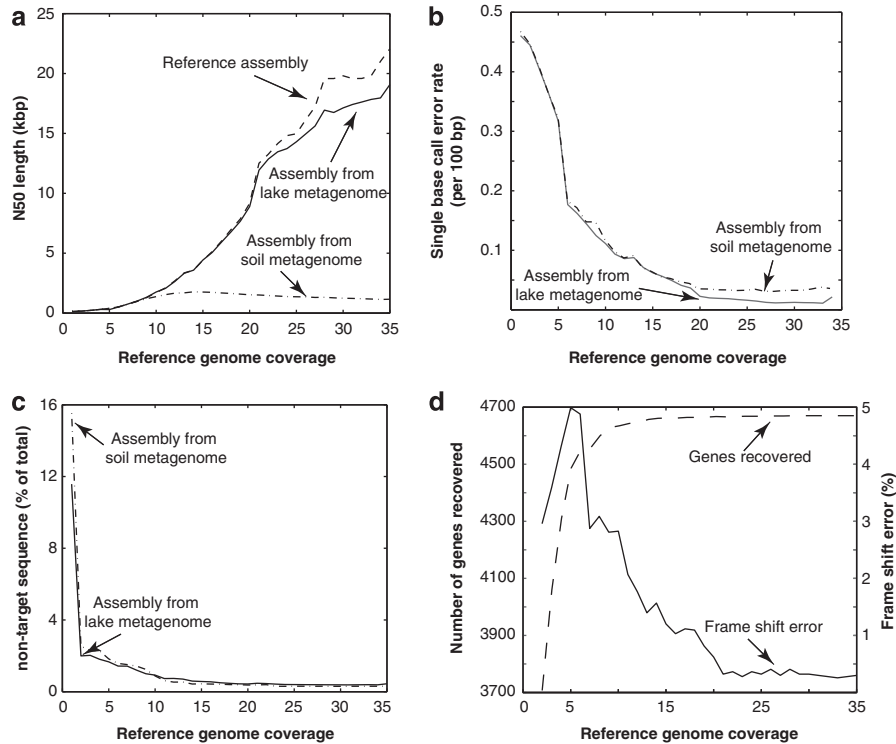 a
25
20
15
10
5
0
N50 length (kbp)
Reference assembly
Assembly from
lake metagenome
Assembly from
soil metagenome
0 5 10 15 20 25 30 35
Reference genome coverage
b
0.5
0.4
0.3
0.2
0.1
Single base call error rate
(per 100 bp)
Assembly from
soil metagenome
Assembly from
lake metagenome
0 5 10 15 20 25 30 35
Reference genome coverage
c
16
12
8
4
0
non-target sequence (% of total)
Assembly from
soil metagenome
Assembly from
lake metagenome
0 5 10 15 20 25 30 35
Reference genome coverage
d
4700
4500
4300
4100
3900
3700
Number of genes recovered
Genes recovered
Frame shift error
5
4
3
2
1
Frame shift error (%)
0 5 15 25 35
Reference genome coverage